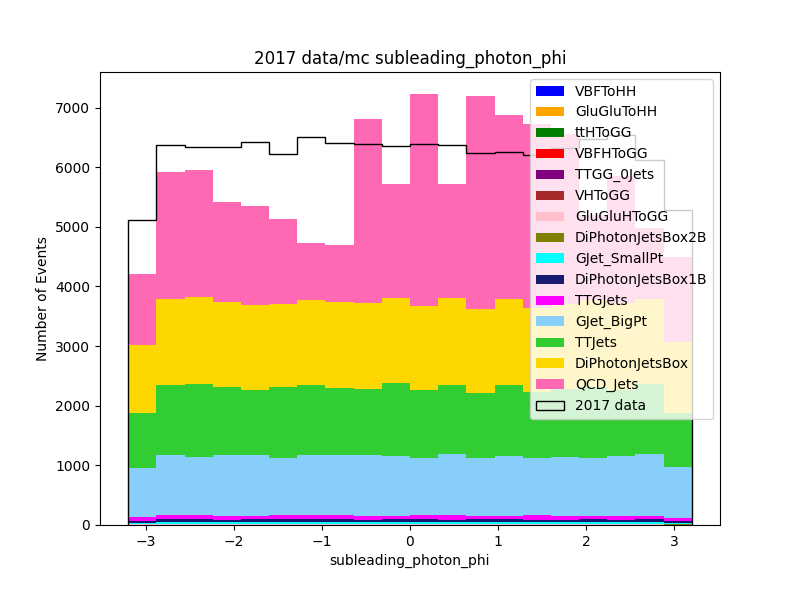 2017 data/mc subleading_photon_phi
Number of Events
7000
6000
5000
4000
3000
2000
1000
0
−3
−2
−1
0
1
2
3
subleading_photon_phi
VBFToHH
GluGluToHH
ttHToGG
VBFHToGG
TTGG_0Jets
VHToGG
GluGluHToGG
DiPhotonJetsBox2B
GJet_SmallPt
DiPhotonJetsBox1B
TTGJets
GJet_BigPt
TTJets
DiPhotonJetsBox
QCD_Jets
2017 data